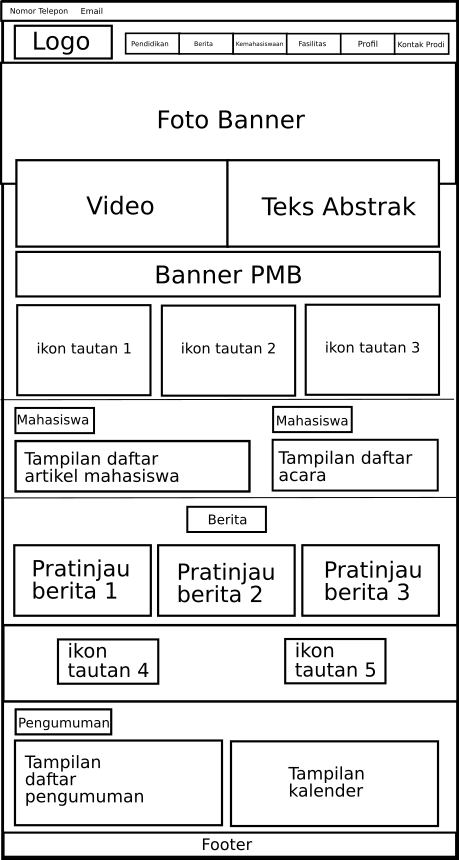 Nomor Telepon Email
Logo
Pendidikan Berita Kemahasiswaan Fasilitas Profil Kontak Prodi
Foto Banner
Video
Teks Abstrak
Banner PMB
ikon tautan 1
ikon tautan 2
ikon tautan 3
Mahasiswa
Tampilan daftar
artikel mahasiswa
Mahasiswa
Tampilan daftar
acara
Berita
Pratinjau
berita 1
Pratinjau
berita 2
Pratinjau
berita 3
ikon
tautan 4
ikon
tautan 5
Pengumuman
Tampilan
daftar
pengumuman
Tampilan
kalender
Footer